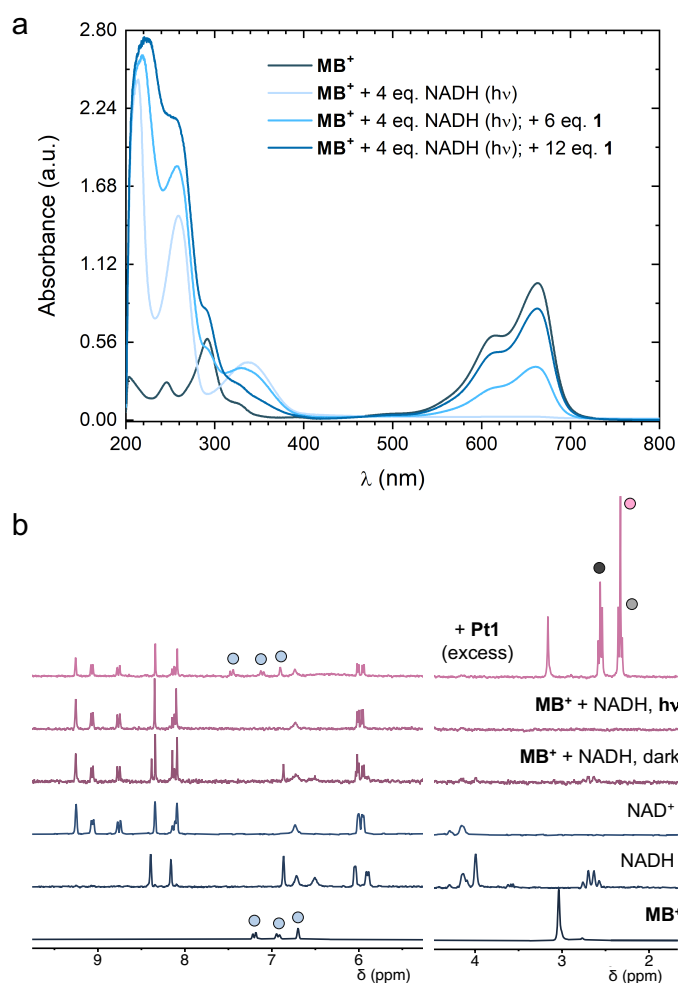 a
2.80
2.24
1.68
1.12
0.56
0.00
Absorbance (a.u.)
MB⁺
MB⁺ + 4 eq. NADH (hν)
MB⁺ + 4 eq. NADH (hν); + 6 eq. 1
MB⁺ + 4 eq. NADH (hν); + 12 eq. 1
200 300 400 500 600 700 800
λ (nm)
b
+ Pt1
(excess)
MB⁺ + NADH, hν
MB⁺ + NADH, dark
NAD⁺
NADH
MB⁺
9 8 7 6 4 3 2
δ (ppm) δ (ppm)